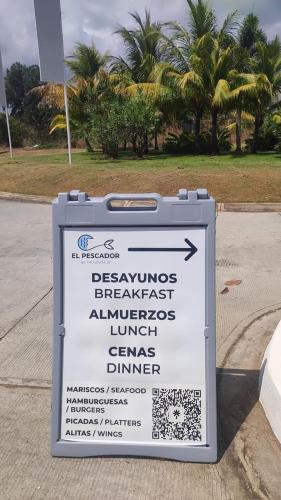 EL PESCADOR
DESAYUNOS
BREAKFAST
ALMUERZOS
LUNCH
CENAS
DINNER
MARISCOS / SEAFOOD
HAMBURGUESAS
/ BURGERS
PICADAS / PLATTERS
ALITAS / WINGS